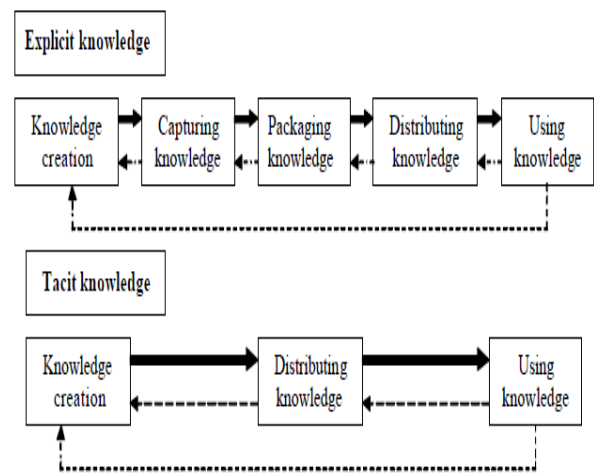 Explicit knowledge
Knowledge
creation
Capturing
knowledge
Packaging
knowledge
Distributing
knowledge
Using
knowledge
Tacit knowledge
Knowledge
creation
Distributing
knowledge
Using
knowledge